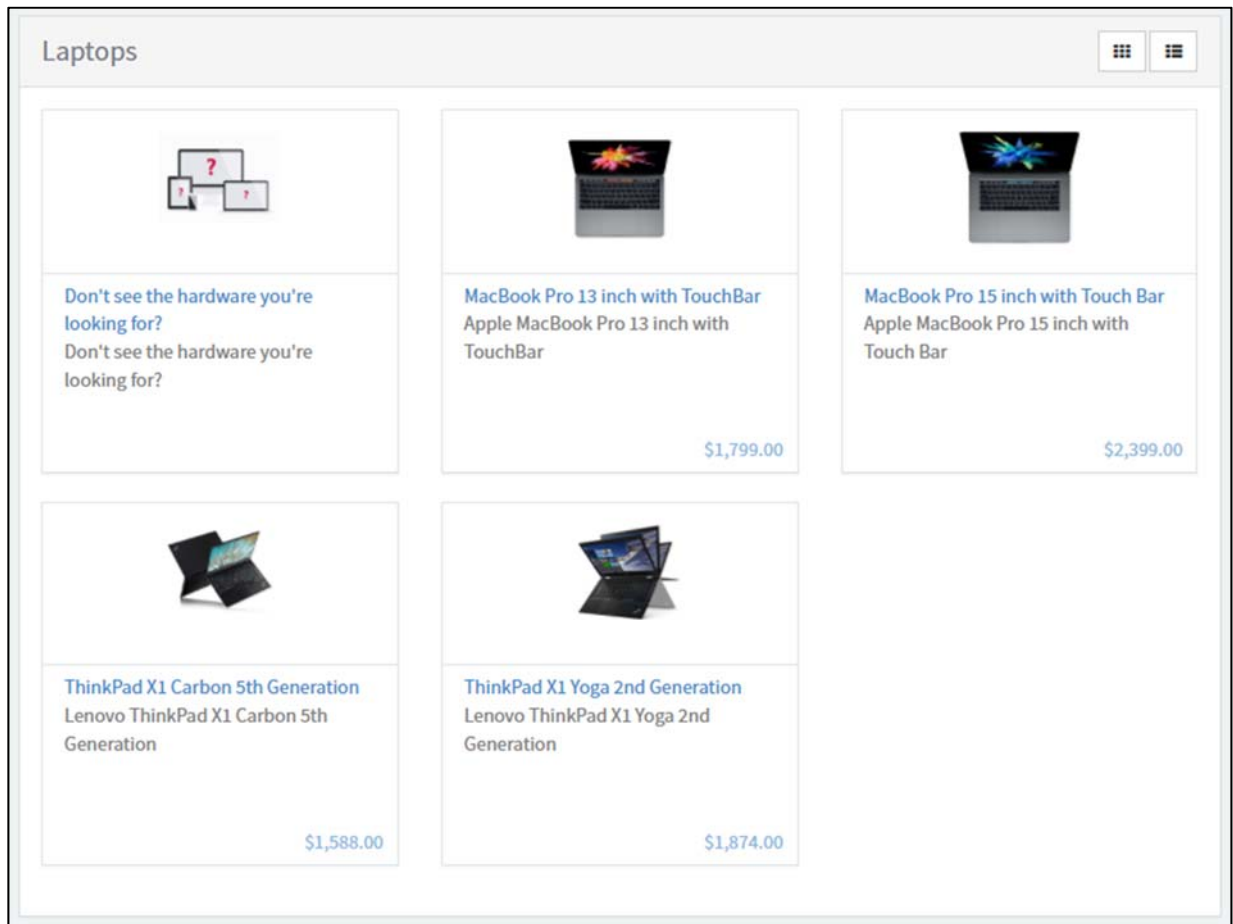 Laptops
?
?
?
Don't see the hardware you're
looking for?
Don't see the hardware you're
looking for?
MacBook Pro 13 inch with TouchBar
Apple MacBook Pro 13 inch with
TouchBar
$1,799.00
MacBook Pro 15 inch with Touch Bar
Apple MacBook Pro 15 inch with
Touch Bar
$2,399.00
ThinkPad X1 Carbon 5th Generation
Lenovo ThinkPad X1 Carbon 5th
Generation
$1,588.00
ThinkPad X1 Yoga 2nd Generation
Lenovo ThinkPad X1 Yoga 2nd
Generation
$1,874.00